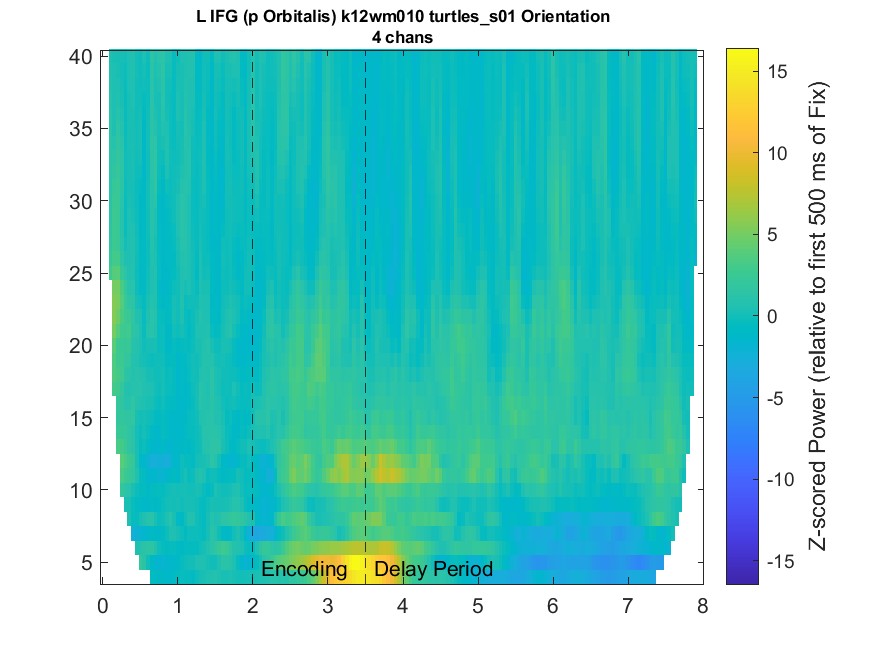 L IFG (p Orbitalis) k12wm010 turtles_s01 Orientation
4 chans
40
35
30
25
20
15
10
5
Encoding
Delay Period
0 1 2 3 4 5 6 7 8
15
10
5
0
-5
-10
-15
Z-scored Power (relative to first 500 ms of Fix)